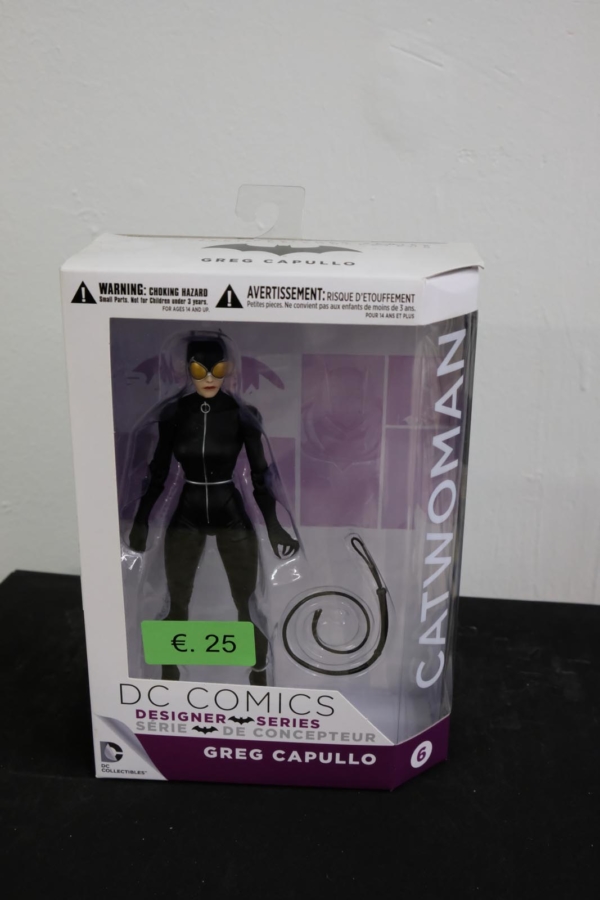 GREG CAPULLO
WARNING: CHOKING HAZARD
Small Parts. Not for Children under 3 years.
FOR AGES 14 AND UP.
AVERTISSEMENT: RISQUE D'ETOUFFEMENT
Petites pieces. Ne convient pas aux enfants de moins de 3 ans.
POUR 14 ANS ET PLUS
CATWOMAN
€. 25
DC COMICS
DESIGNER SERIES
SÉRIE DE CONCEPTEUR
GREG CAPULLO
6
DC
COLLECTIBLES